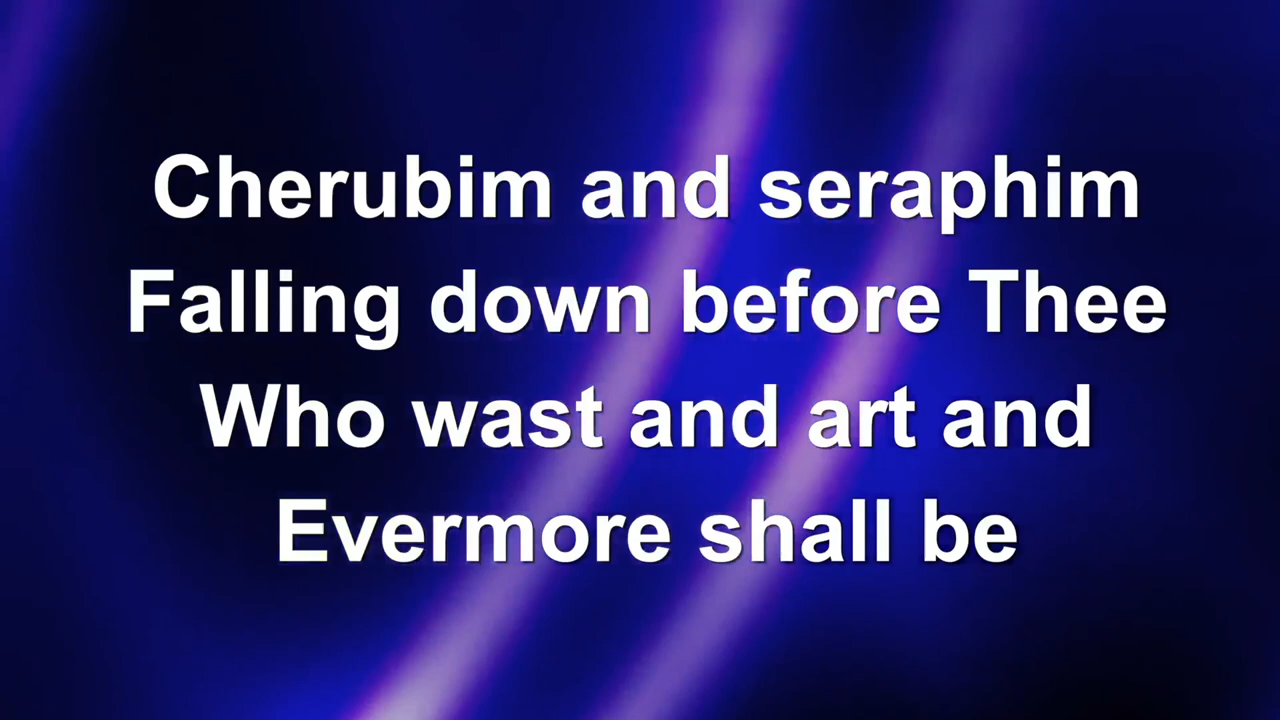 Cherubim and seraphim
Falling down before Thee
Who wast and art and
Evermore shall be